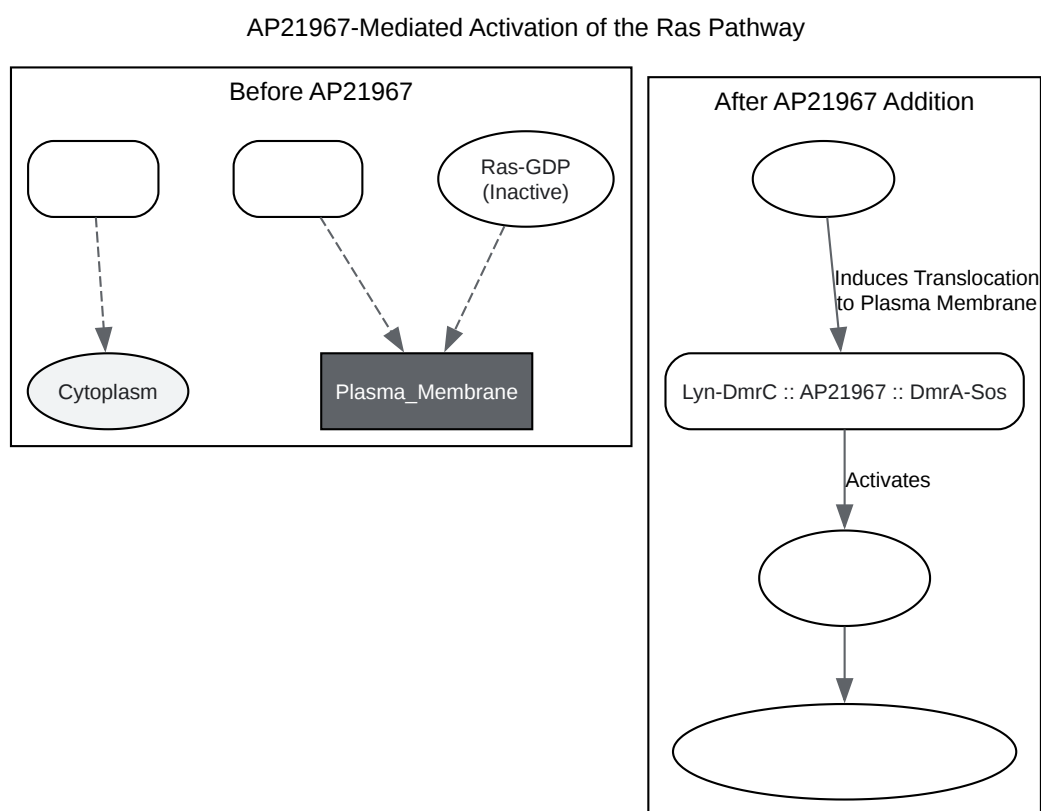 AP21967-Mediated Activation of the Ras Pathway
Before AP21967
Ras-GDP
(Inactive)
Cytoplasm
Plasma_Membrane
After AP21967 Addition
Induces Translocation
to Plasma Membrane
Lyn-DmrC :: AP21967 :: DmrA-Sos
Activates